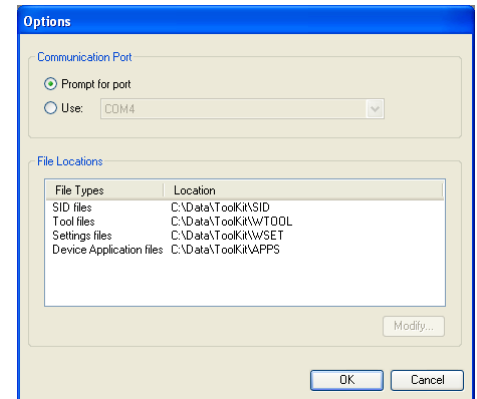 Options
Communication Port
Prompt for port
Use: COM4
File Locations
File Types Location
SID files C:\Data\ToolKit\SID
Tool files C:\Data\ToolKit\WTOOL
Settings files C:\Data\ToolKit\WSET
Device Application files C:\Data\ToolKit\APPS
Modify...
OK Cancel